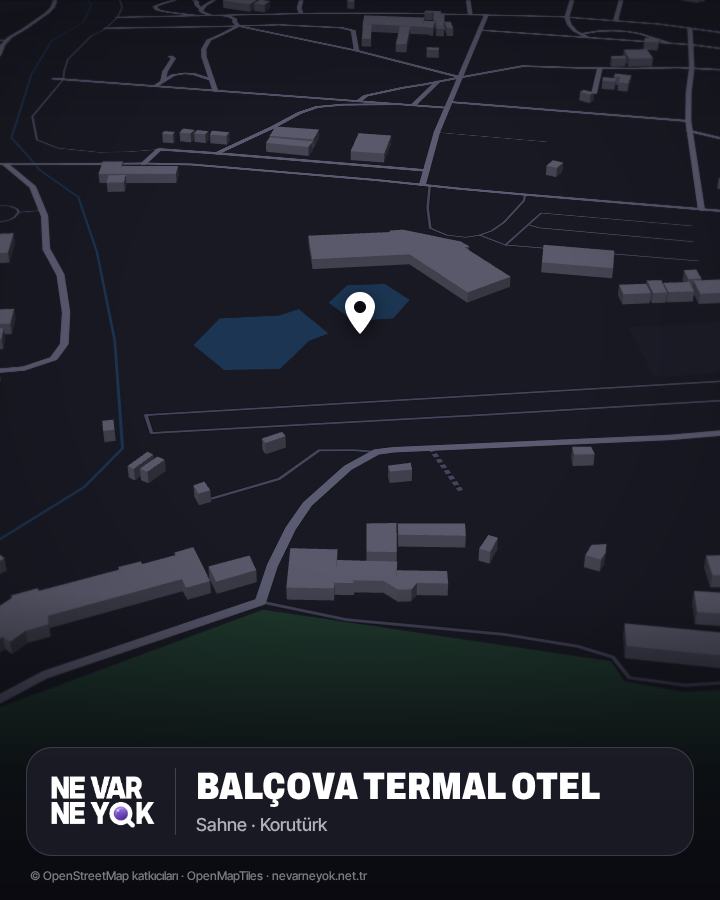 NE VAR
NE YOK
BALÇOVA TERMAL OTEL
Sahne · Korutürk
© OpenStreetMap katkıcıları · OpenMapTiles · nevarneyok.net.tr